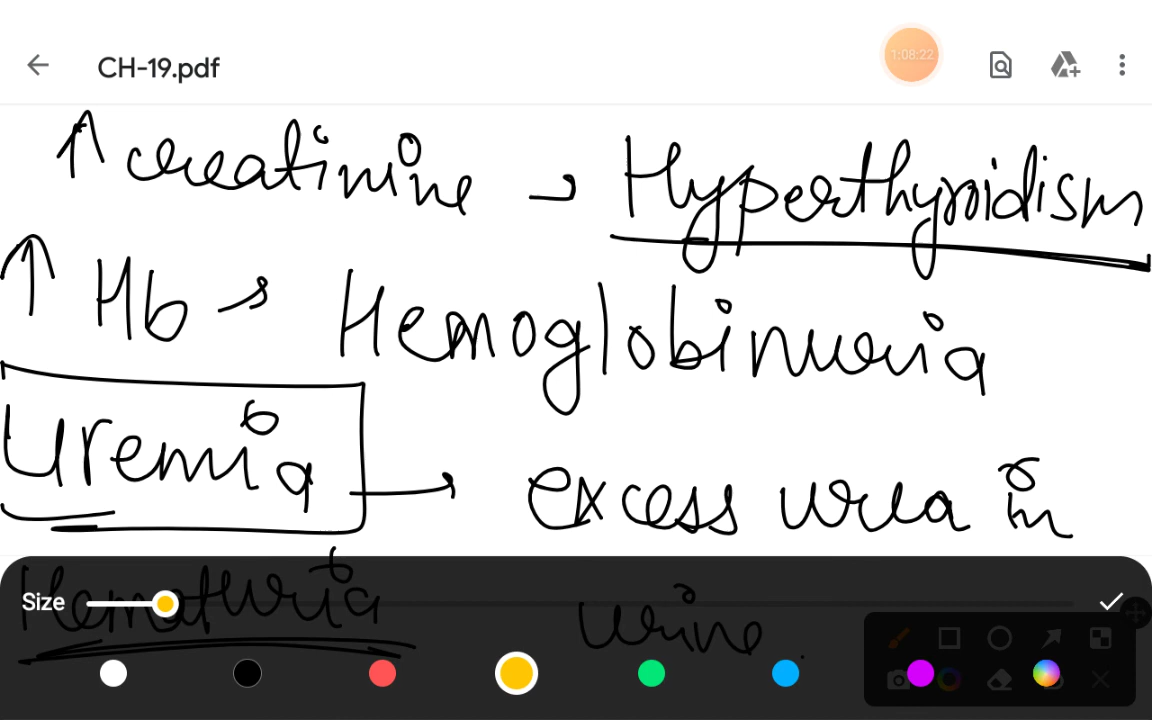 CH-19.pdf
1:08:22
↑ creatinine → Hyperthyroidism
↑ Hb → Hemoglobinuria
Uremia → excess urea in
Hematuria urine
Size